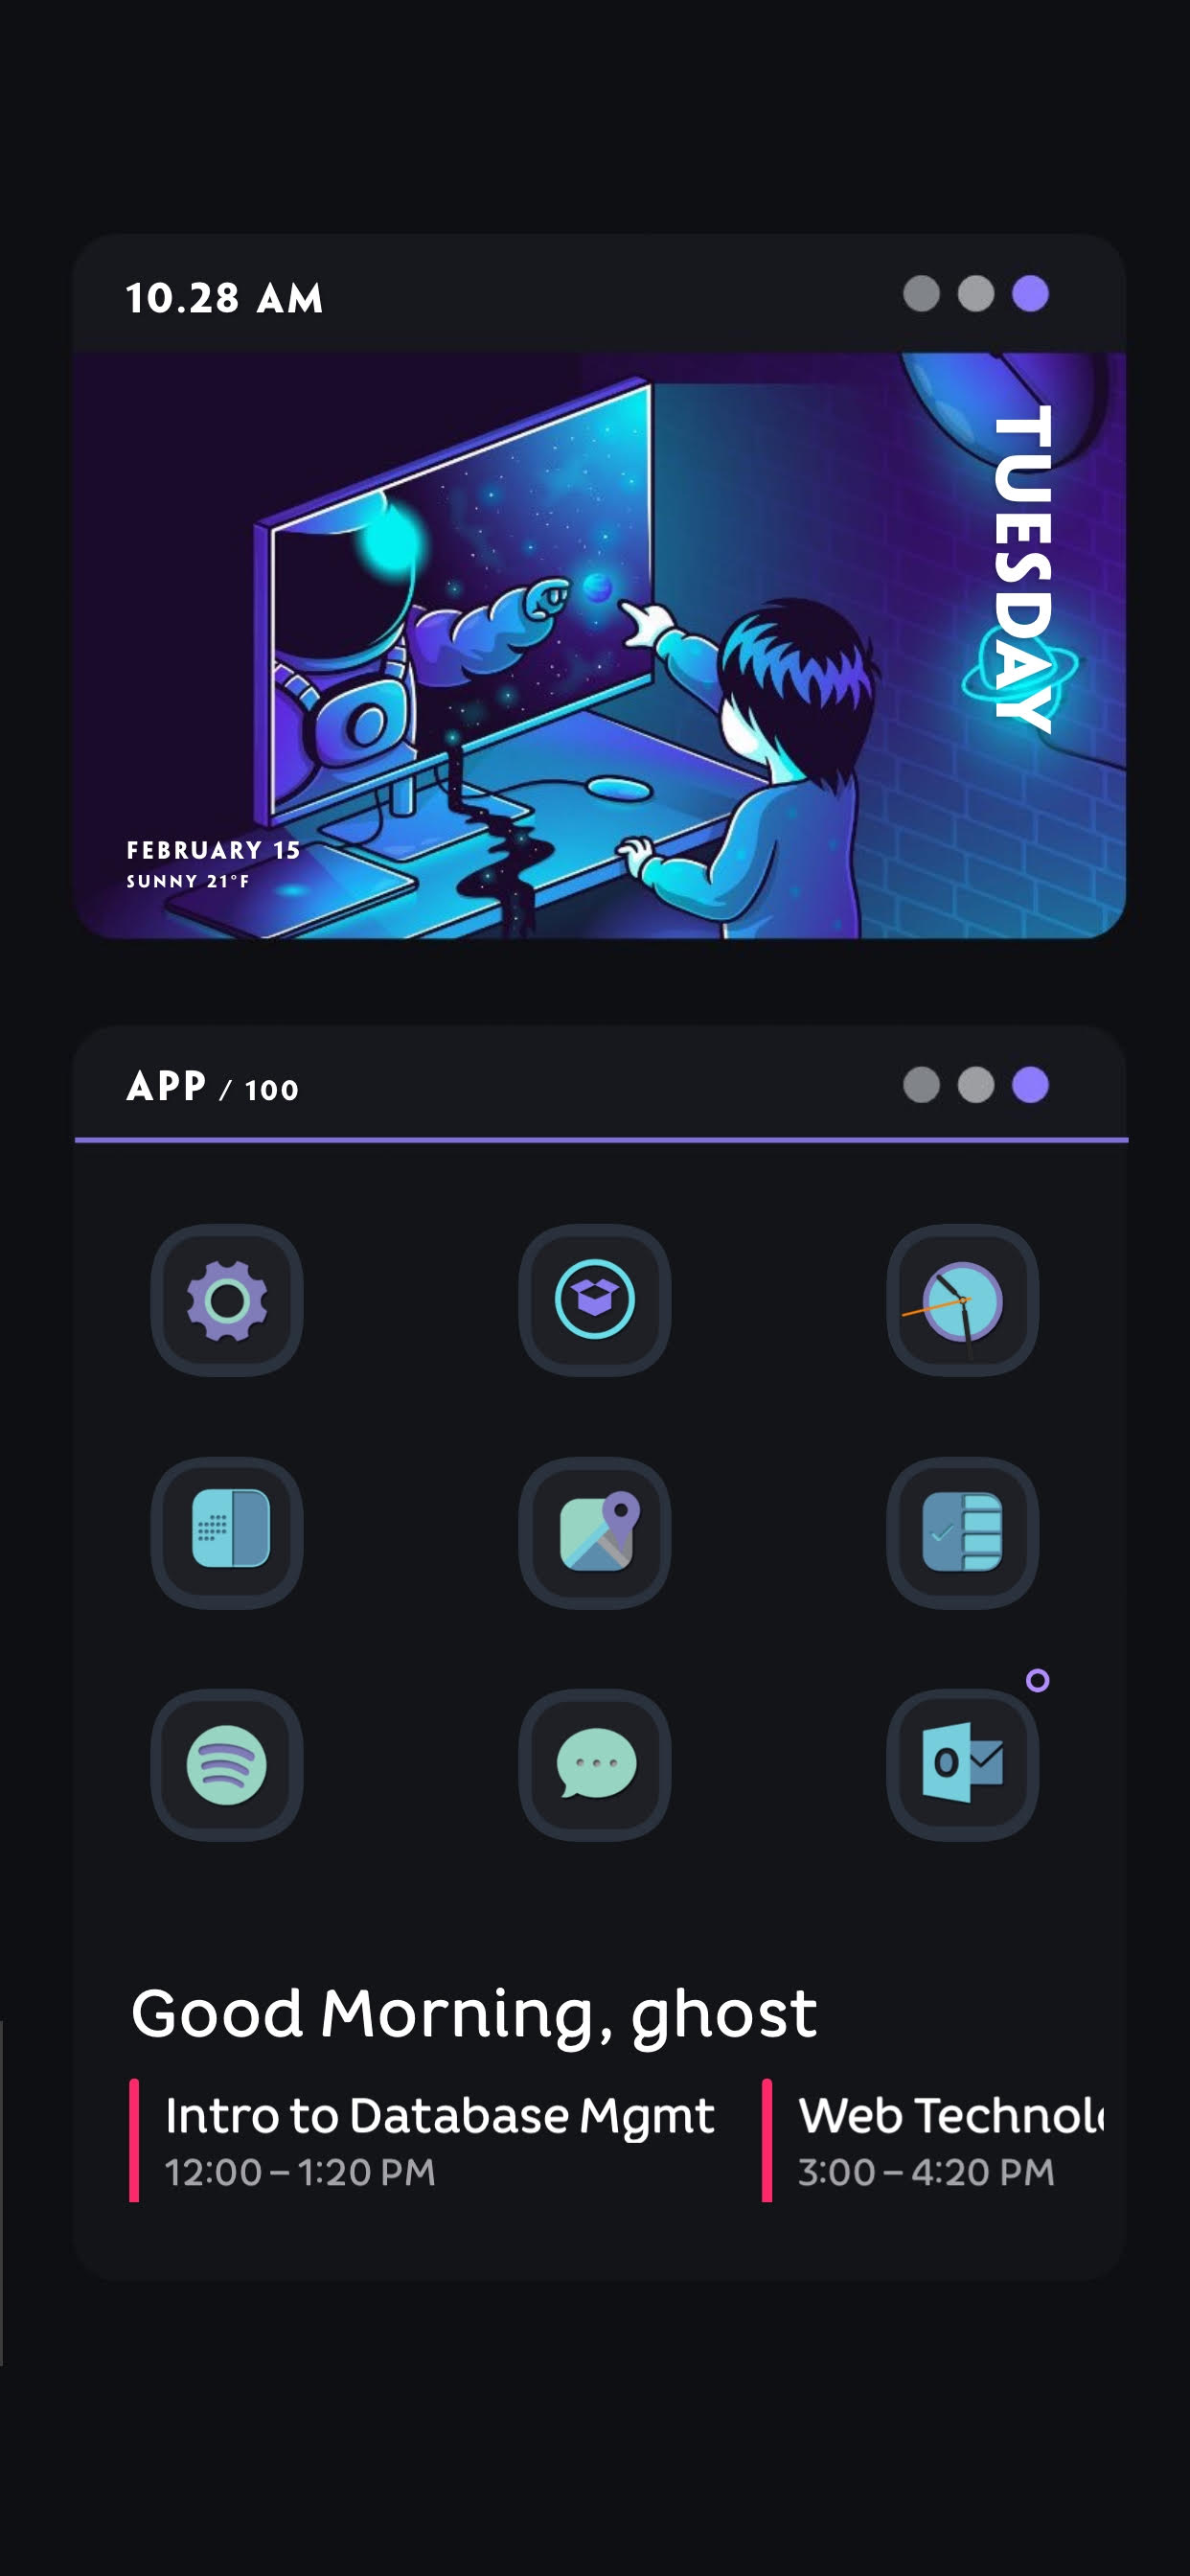 10.28 AM
TUESDAY
FEBRUARY 15
SUNNY 21°F
APP / 100
O
Good Morning, ghost
Intro to Database Mgmt
12:00 – 1:20 PM
Web Technol
3:00 – 4:20 PM